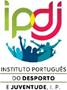 ipdj
INSTITUTO PORTUGUÊS
DO DESPORTO
E JUVENTUDE, I. P.